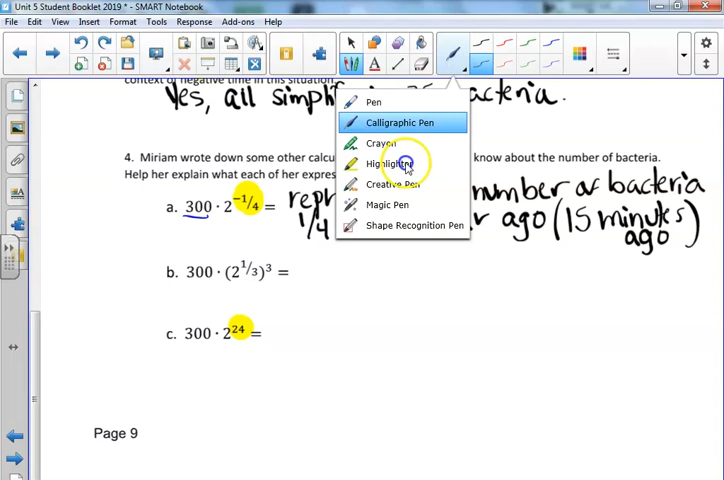 Unit 5 Student Booklet 2019 * - SMART Notebook
File Edit View Insert Format Tools Add-ons Response Help
context of negative time in this situation.
Yes, all simplif bacteria.
4. Miriam wrote down some other calcu know about the number of bacteria.
Help her explain what each of her expres
a. 300 · 2^{-1/4} = repr number of bacteria
1/4 r ago (15 minutes
ago)
b. 300 · (2^{1/3})^3 =
c. 300 · 2^{24} =
Page 9
Pen
Calligraphic Pen
Crayon
Highlighter
Creative Pen
Magic Pen
Shape Recognition Pen